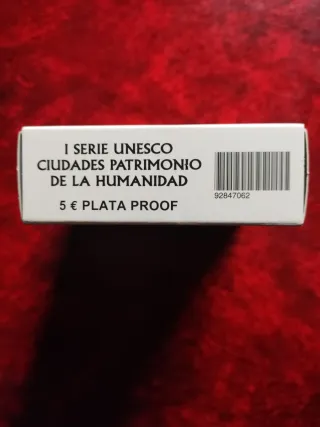 I SERIE UNESCO
CIUDADES PATRIMONIO
DE LA HUMANIDAD
5 € PLATA PROOF
92847062